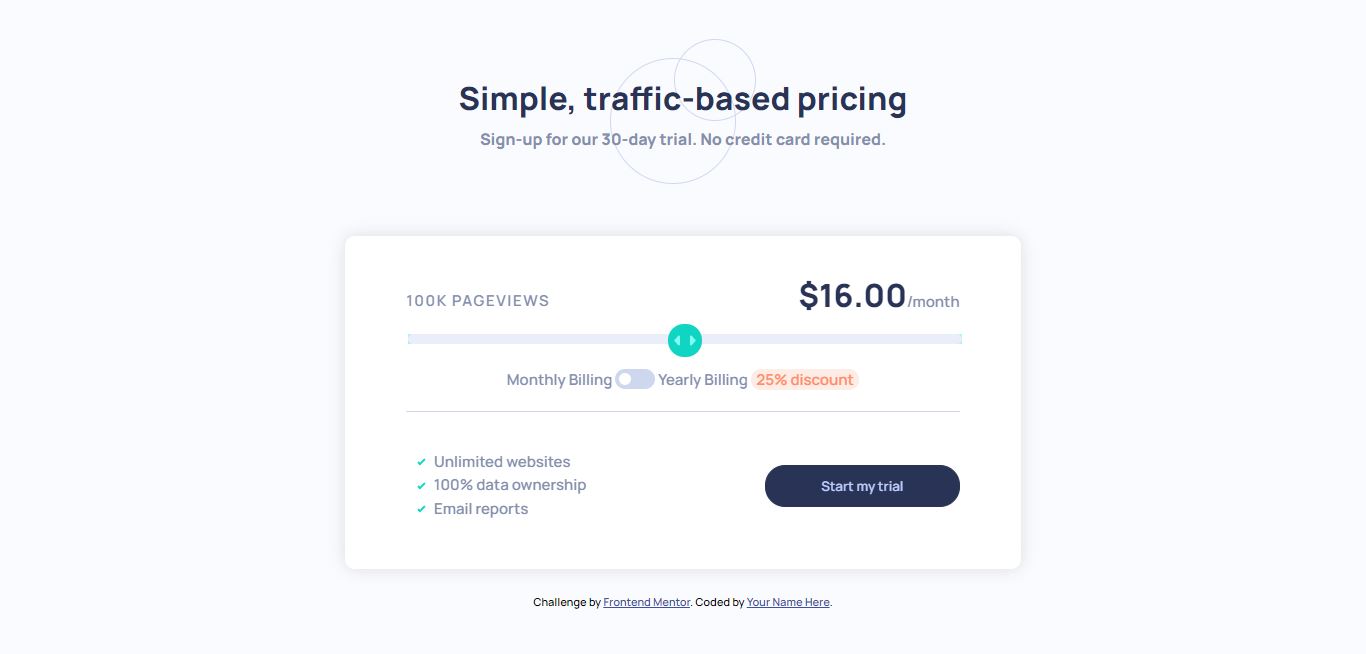 Simple, traffic-based pricing
Sign-up for our 30-day trial. No credit card required.
100K PAGEVIEWS
$16.00/month
Monthly Billing Yearly Billing 25% discount
Unlimited websites
100% data ownership
Email reports
Start my trial
Challenge by Frontend Mentor. Coded by Your Name Here.